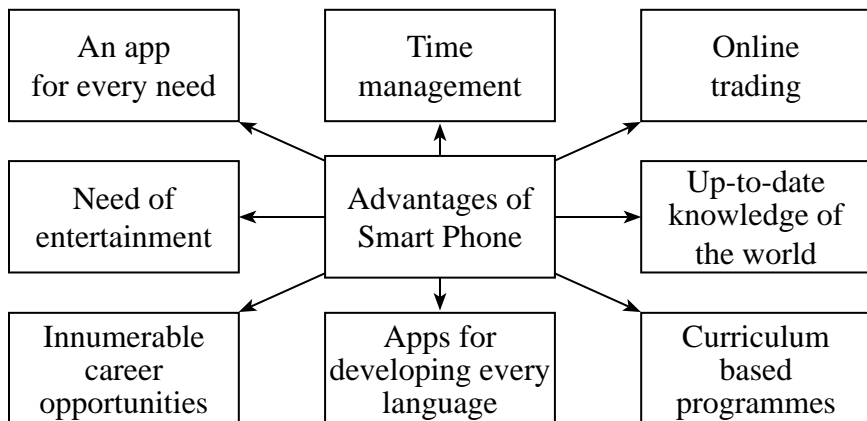 An app
for every need
Time
management
Online
trading
Need of
entertainment
Advantages of
Smart Phone
Up-to-date
knowledge of
the world
Innumerable
career
opportunities
Apps for
developing every
language
Curriculum
based
programmes